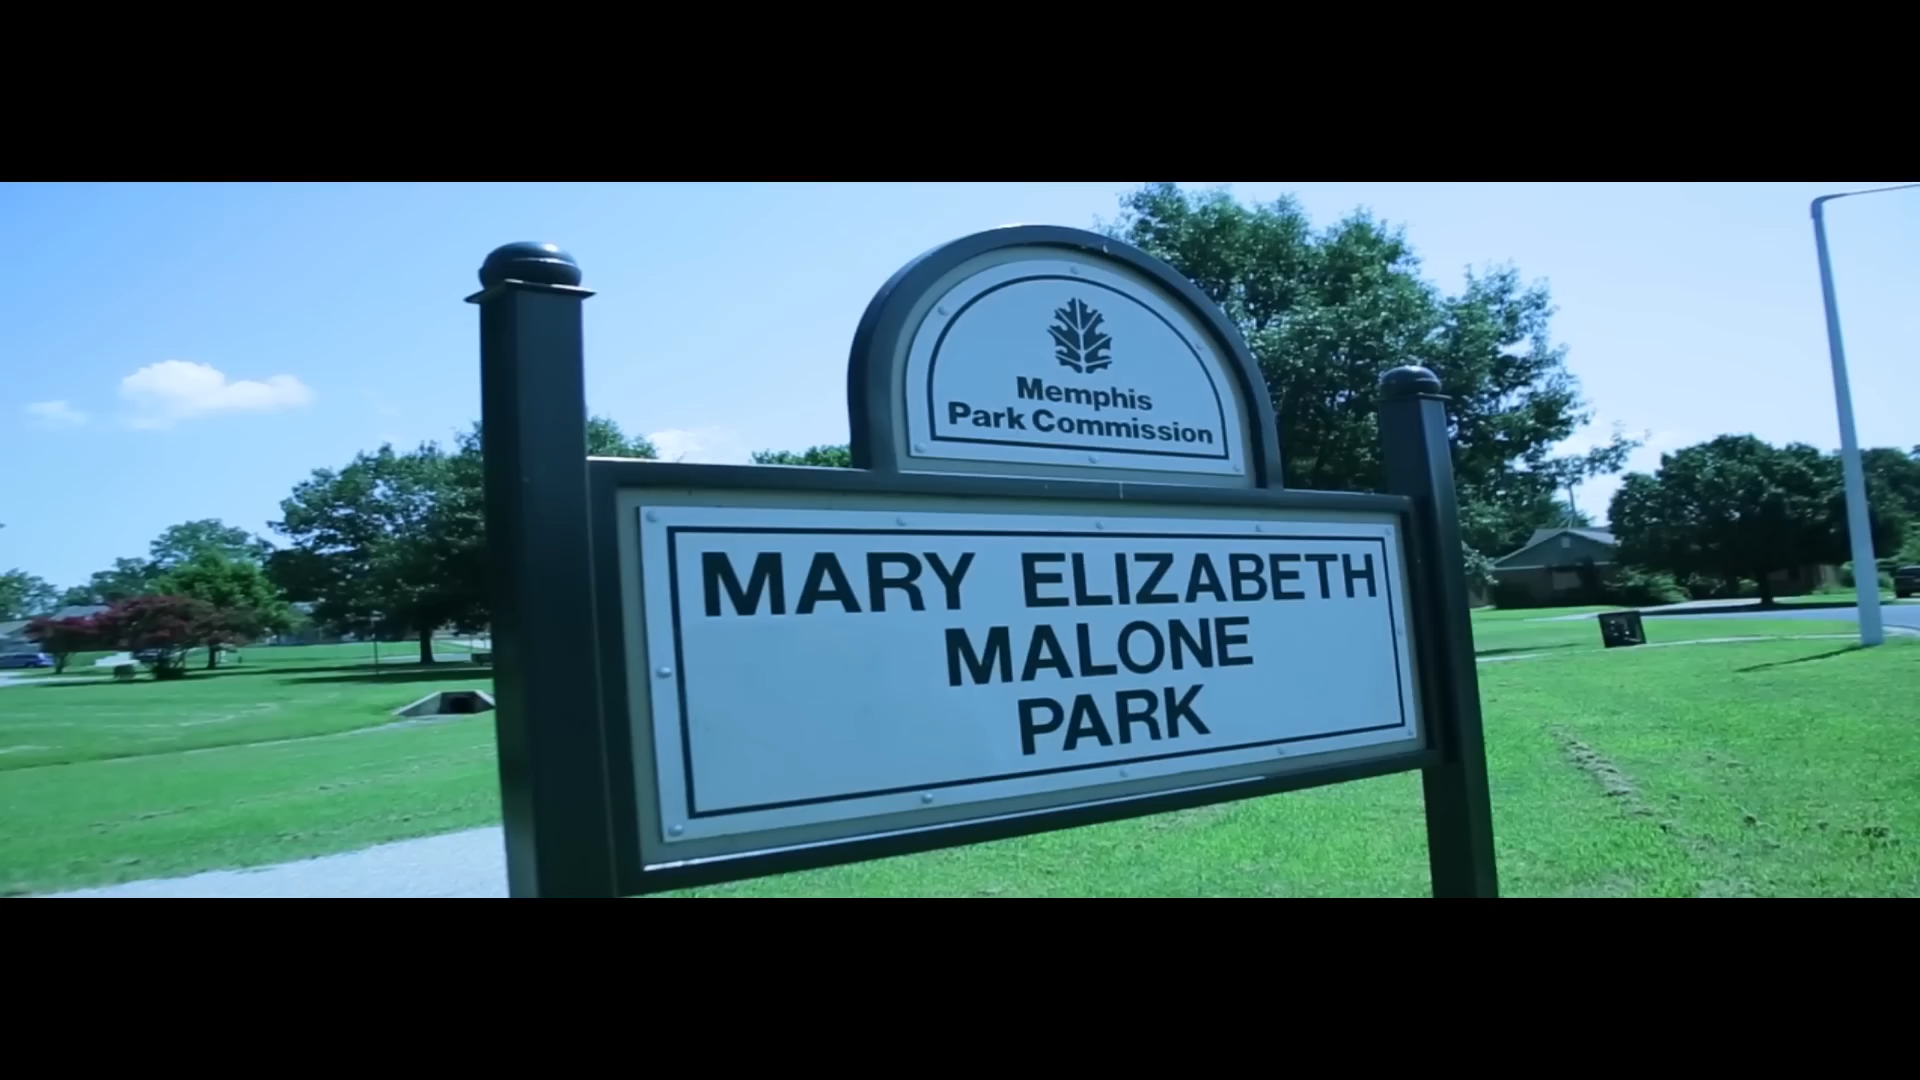 Memphis
Park Commission
MARY ELIZABETH
MALONE
PARK